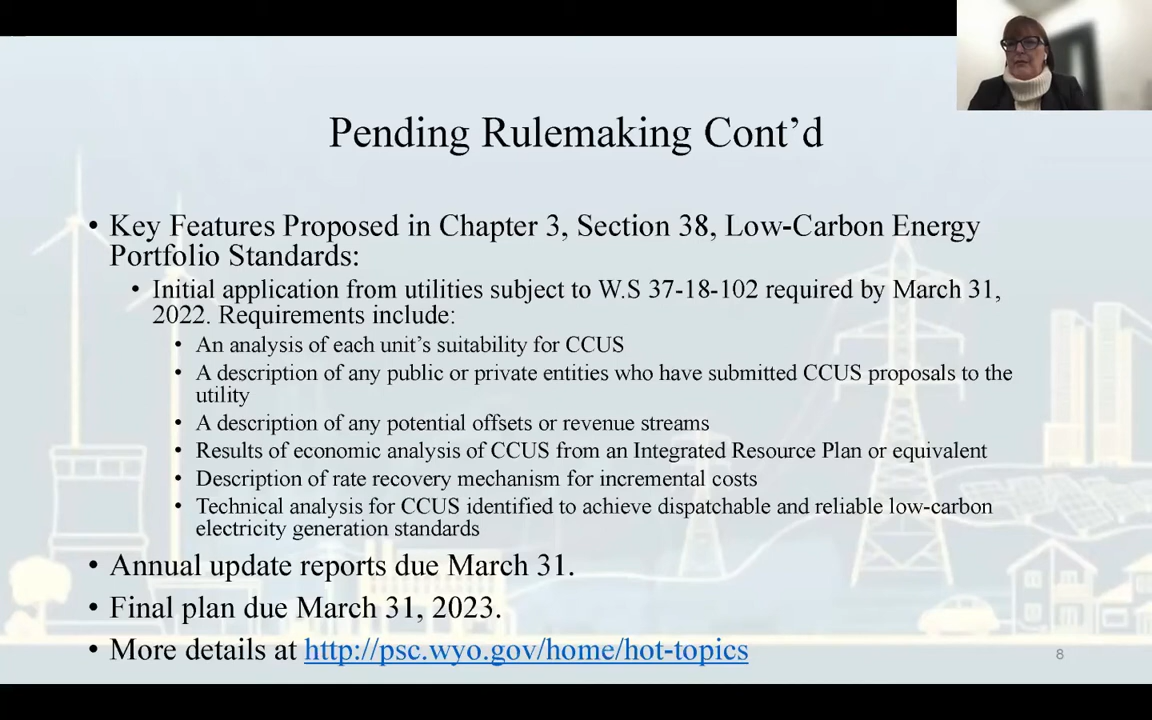 Pending Rulemaking Cont’d
• Key Features Proposed in Chapter 3, Section 38, Low-Carbon Energy
Portfolio Standards:
• Initial application from utilities subject to W.S 37-18-102 required by March 31,
2022. Requirements include:
• An analysis of each unit’s suitability for CCUS
• A description of any public or private entities who have submitted CCUS proposals to the
utility
• A description of any potential offsets or revenue streams
• Results of economic analysis of CCUS from an Integrated Resource Plan or equivalent
• Description of rate recovery mechanism for incremental costs
• Technical analysis for CCUS identified to achieve dispatchable and reliable low-carbon
electricity generation standards
• Annual update reports due March 31.
• Final plan due March 31, 2023.
• More details at http://psc.wyo.gov/home/hot-topics
8